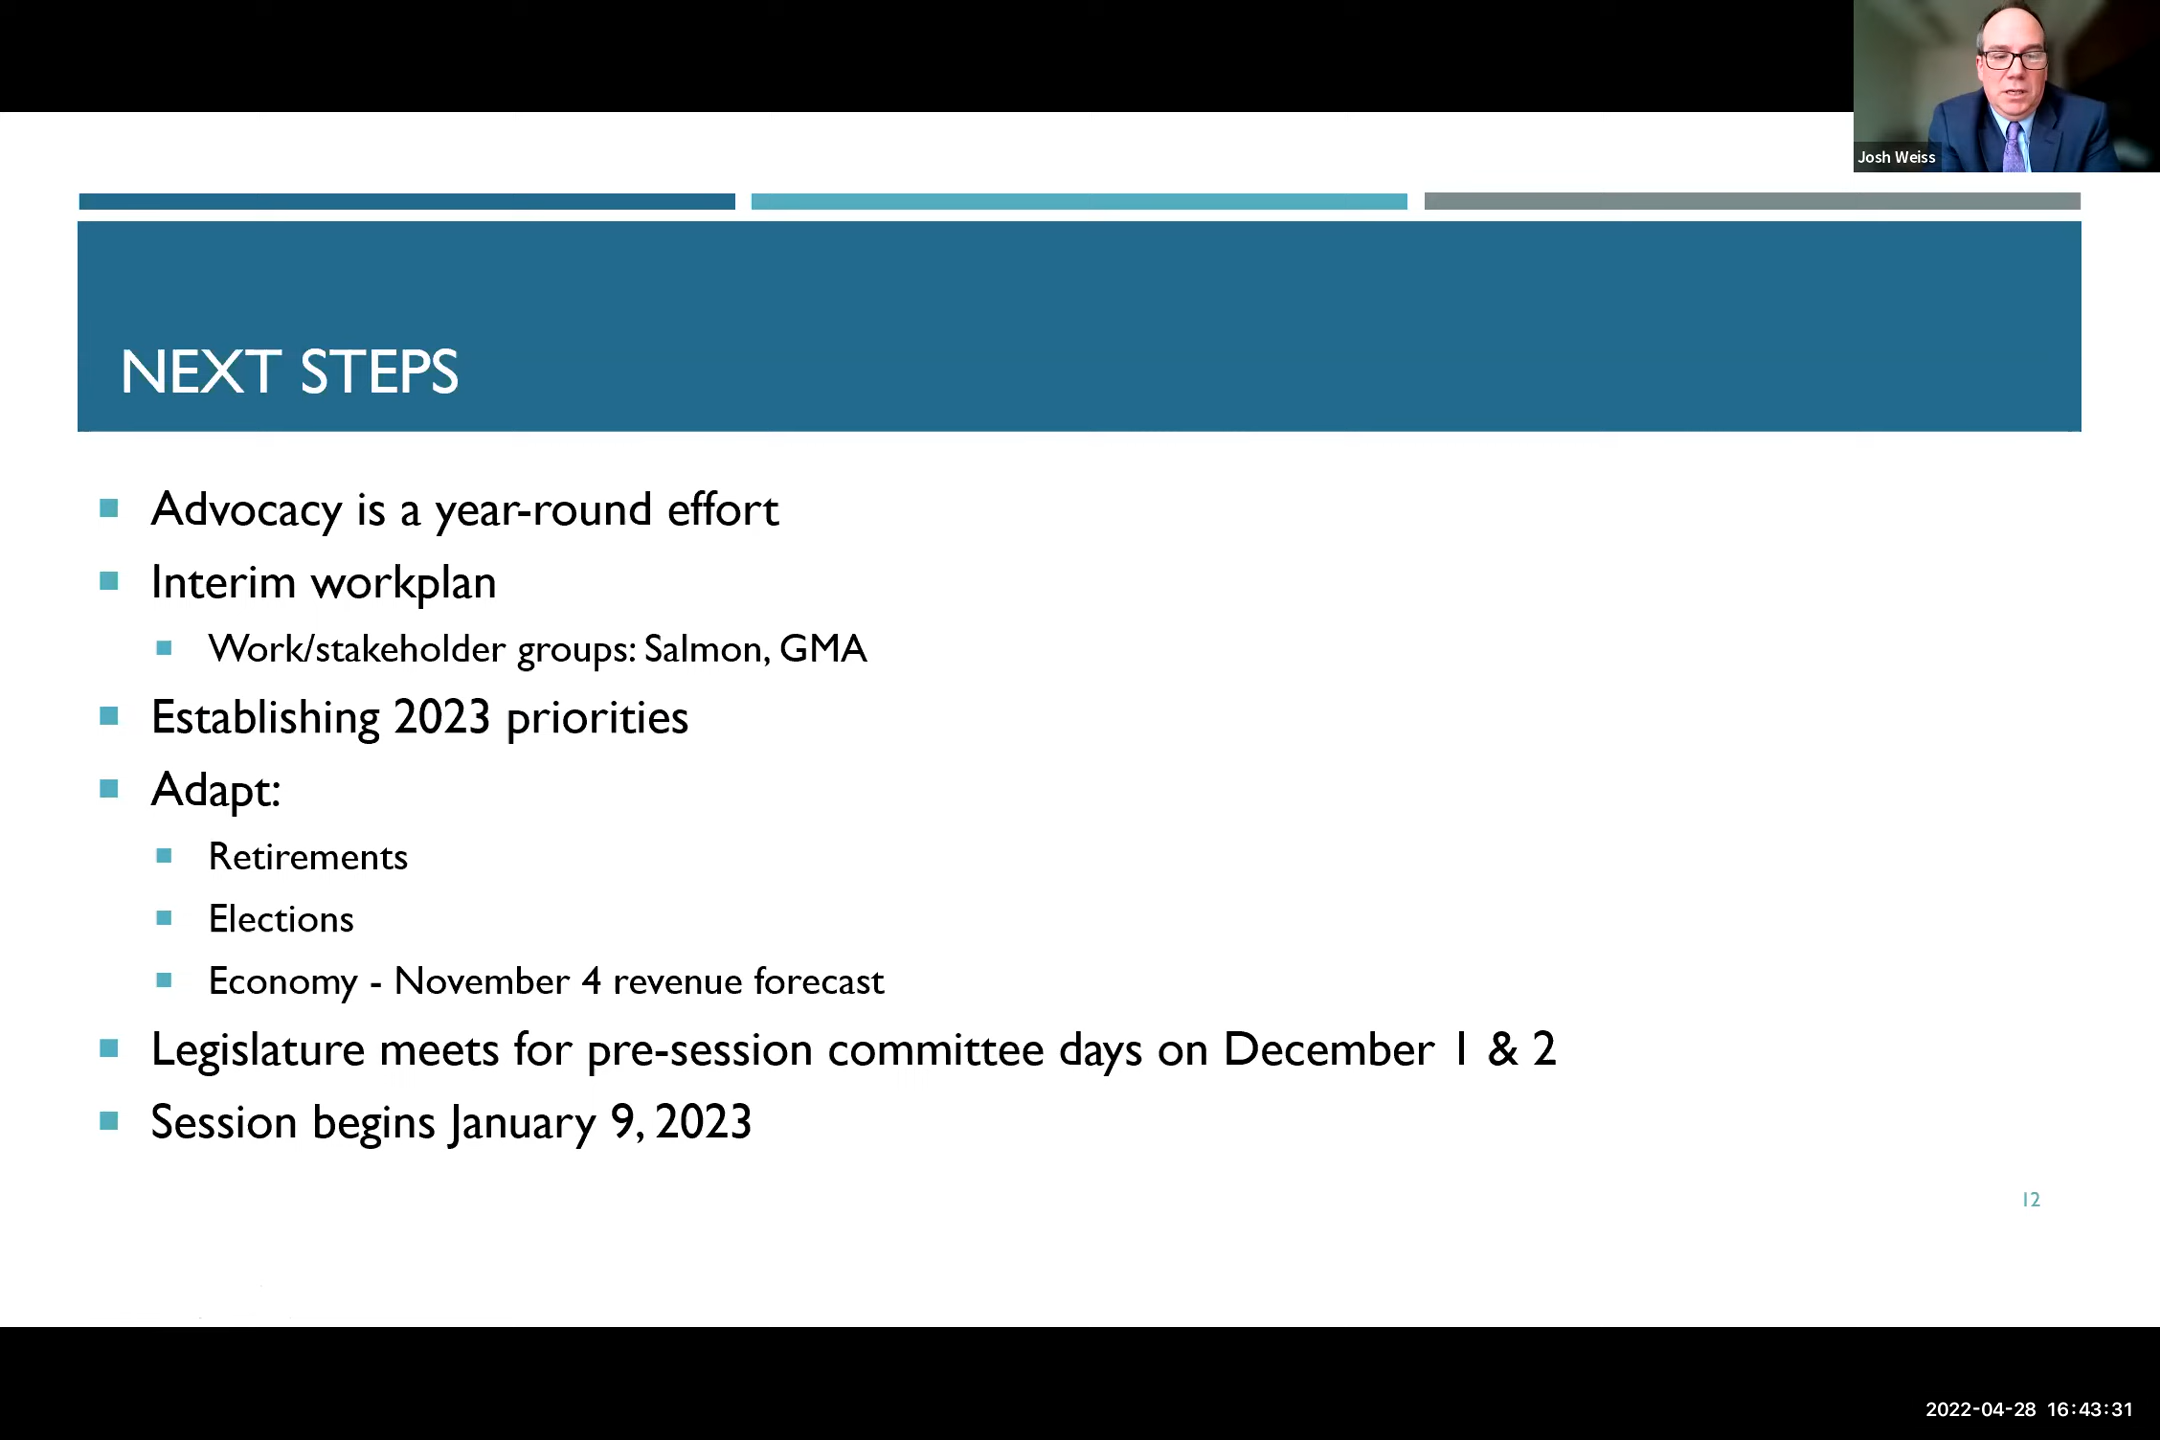 Josh Weiss
NEXT STEPS
Advocacy is a year-round effort
Interim workplan
Work/stakeholder groups: Salmon, GMA
Establishing 2023 priorities
Adapt:
Retirements
Elections
Economy - November 4 revenue forecast
Legislature meets for pre-session committee days on December 1 & 2
Session begins January 9, 2023
12
2022-04-28 16:43:31